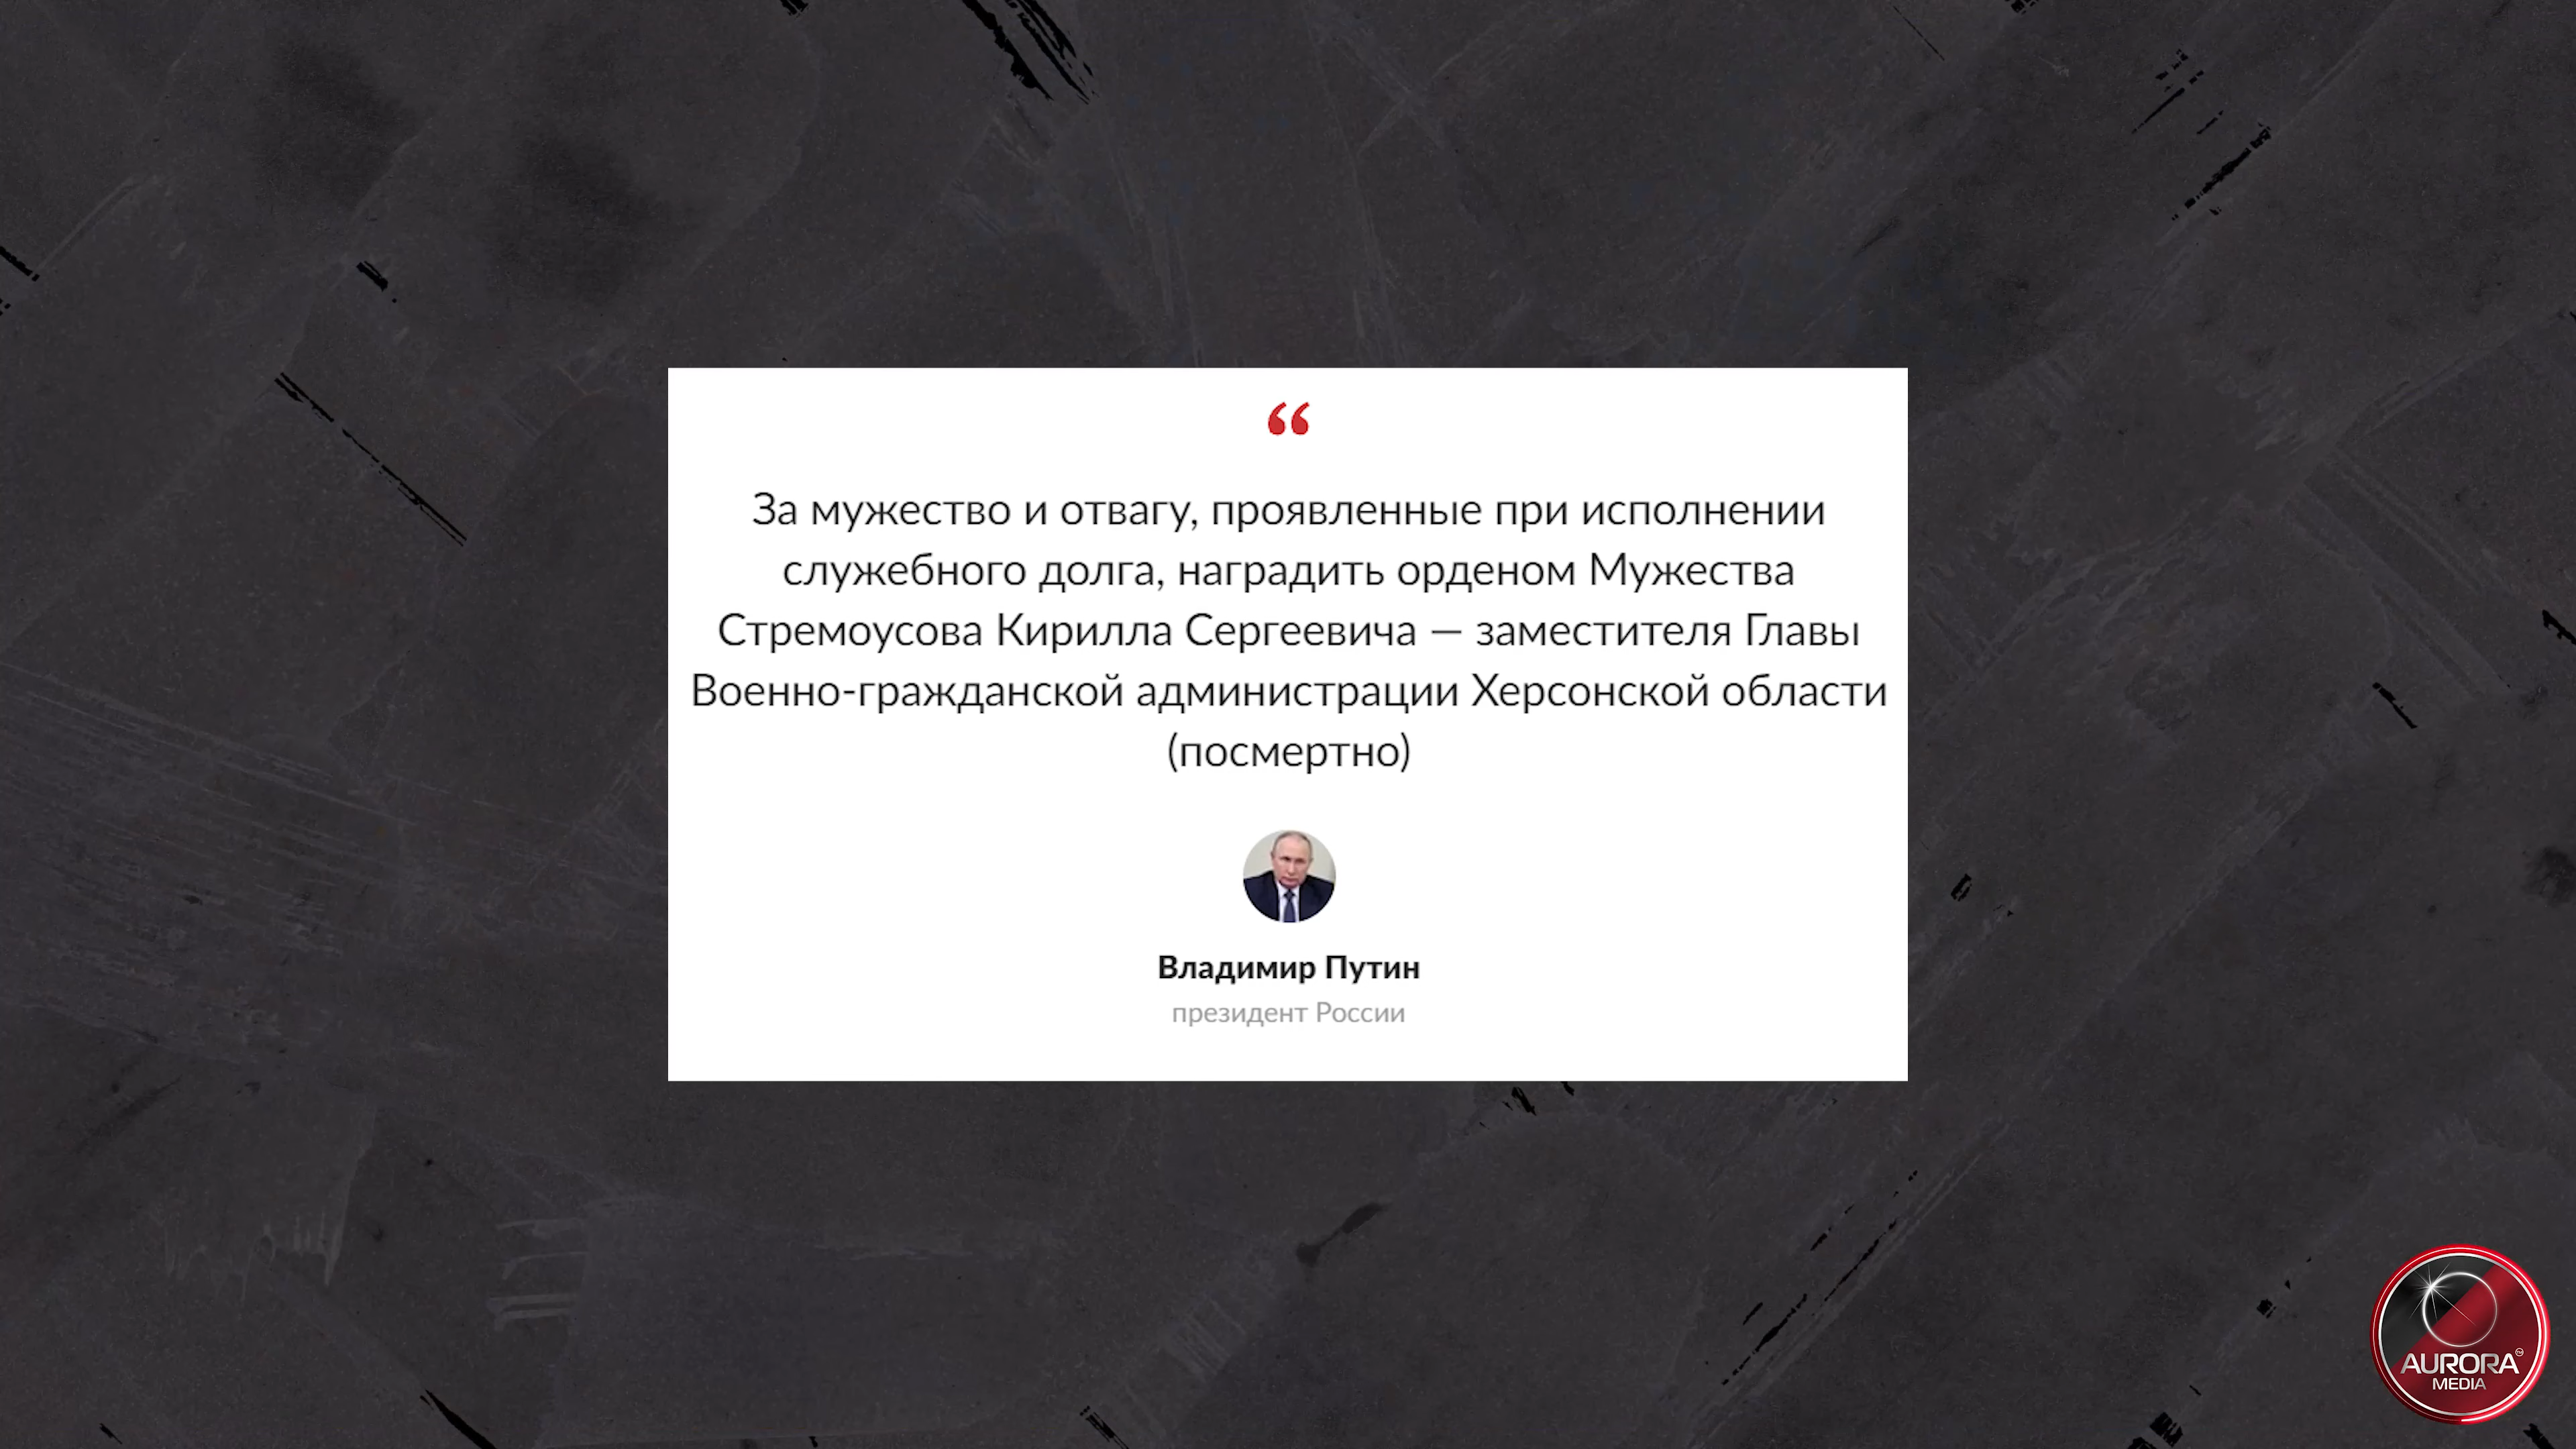 “
За мужество и отвагу, проявленные при исполнении
служебного долга, наградить орденом Мужества
Стремоусова Кирилла Сергеевича — заместителя Главы
Военно-гражданской администрации Херсонской области
(посмертно)
Владимир Путин
президент России
AURORA
MEDIA